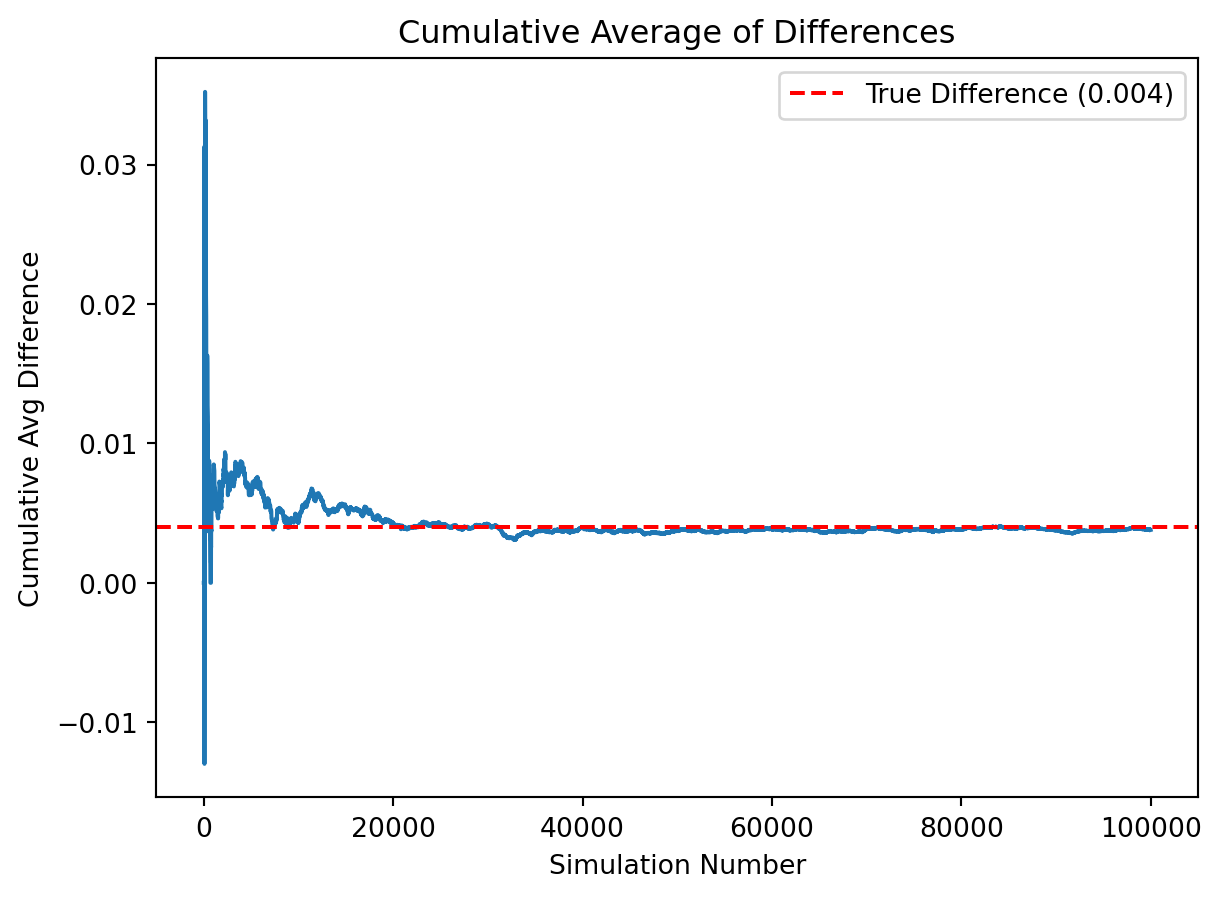 Cumulative Average of Differences
True Difference (0.004)
Cumulative Avg Difference
0.03
0.02
0.01
0.00
−0.01
0
20000
40000
60000
80000
100000
Simulation Number